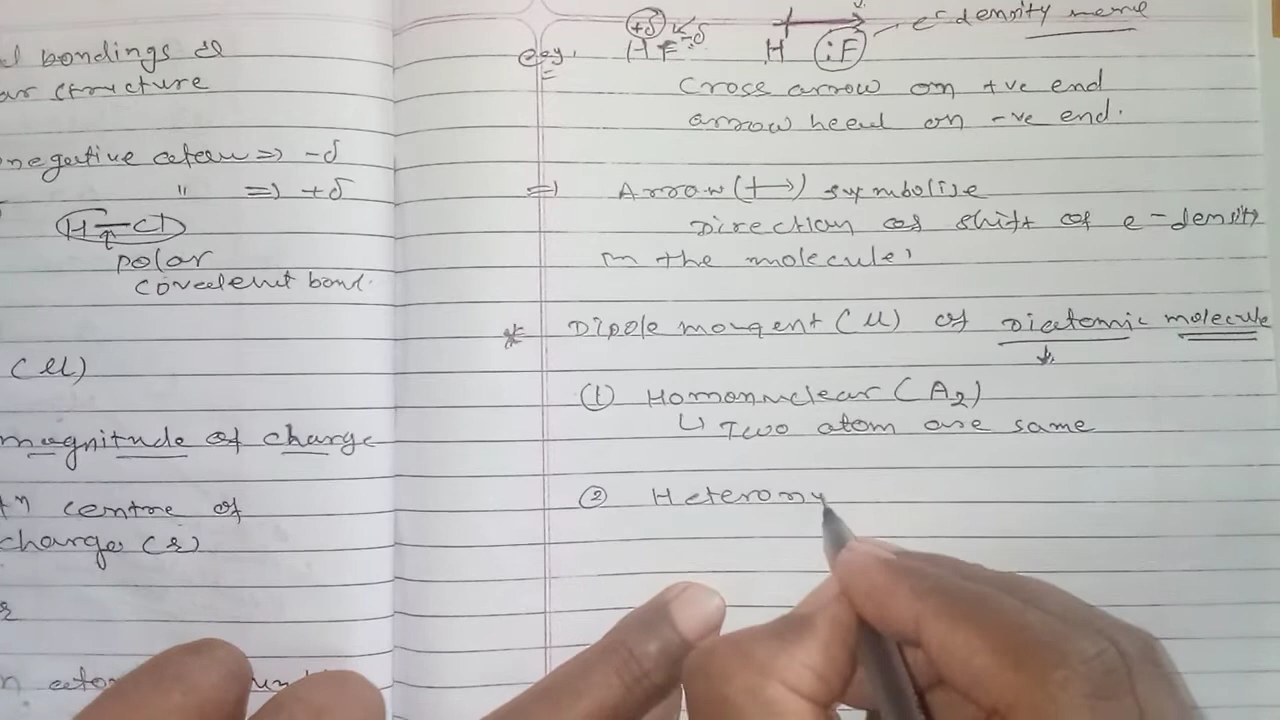 l bondings &
ar structure
negative atom => -δ
" => +δ
H-Cl
polar
covalent bond.
(μ)
magnitude of charge
centre of
charge (r)
r
eg.
+δ -δ
H F
H :F
e- density
Cross arrow on +ve end
arrow head on -ve end.
=> Arrow (+->) symbolise
Direction of shift of e-density
in the molecule.
* Dipole moment (μ) of Diatomic molecule
(1) Homonuclear (A2)
Two atom are same
(2) Heteronu